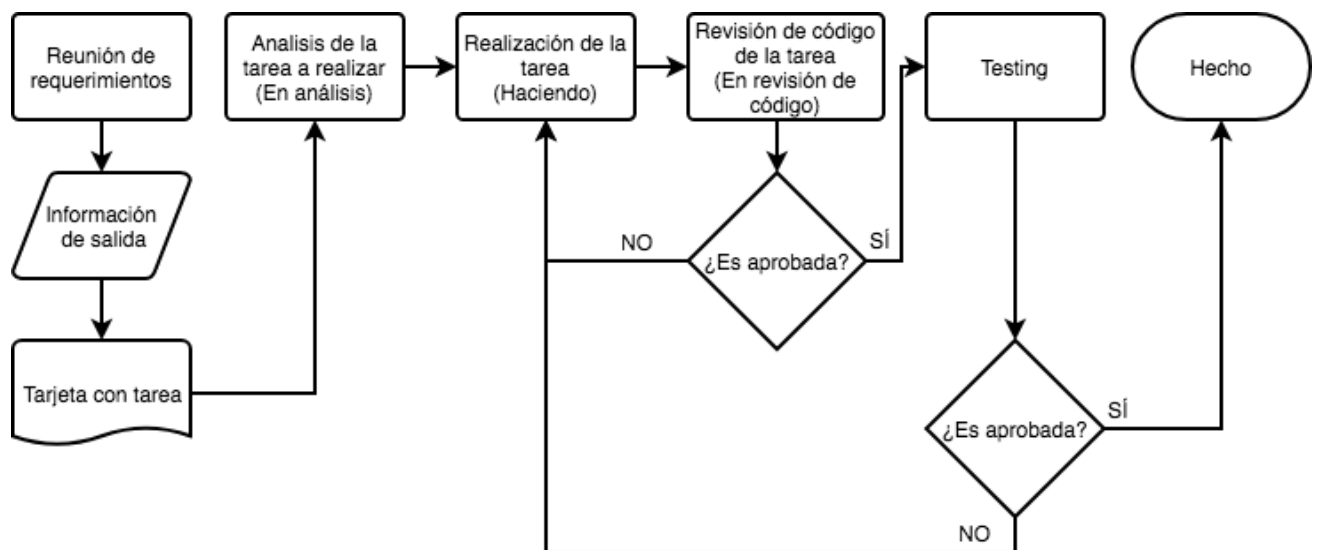 Reunión de
requerimientos
Información
de salida
Tarjeta con tarea
Analisis de la
tarea a realizar
(En análisis)
Realización de la
tarea
(Haciendo)
Revisión de código
de la tarea
(En revisión de
código)
¿Es aprobada?
NO
SÍ
Testing
¿Es aprobada?
SÍ
NO
Hecho